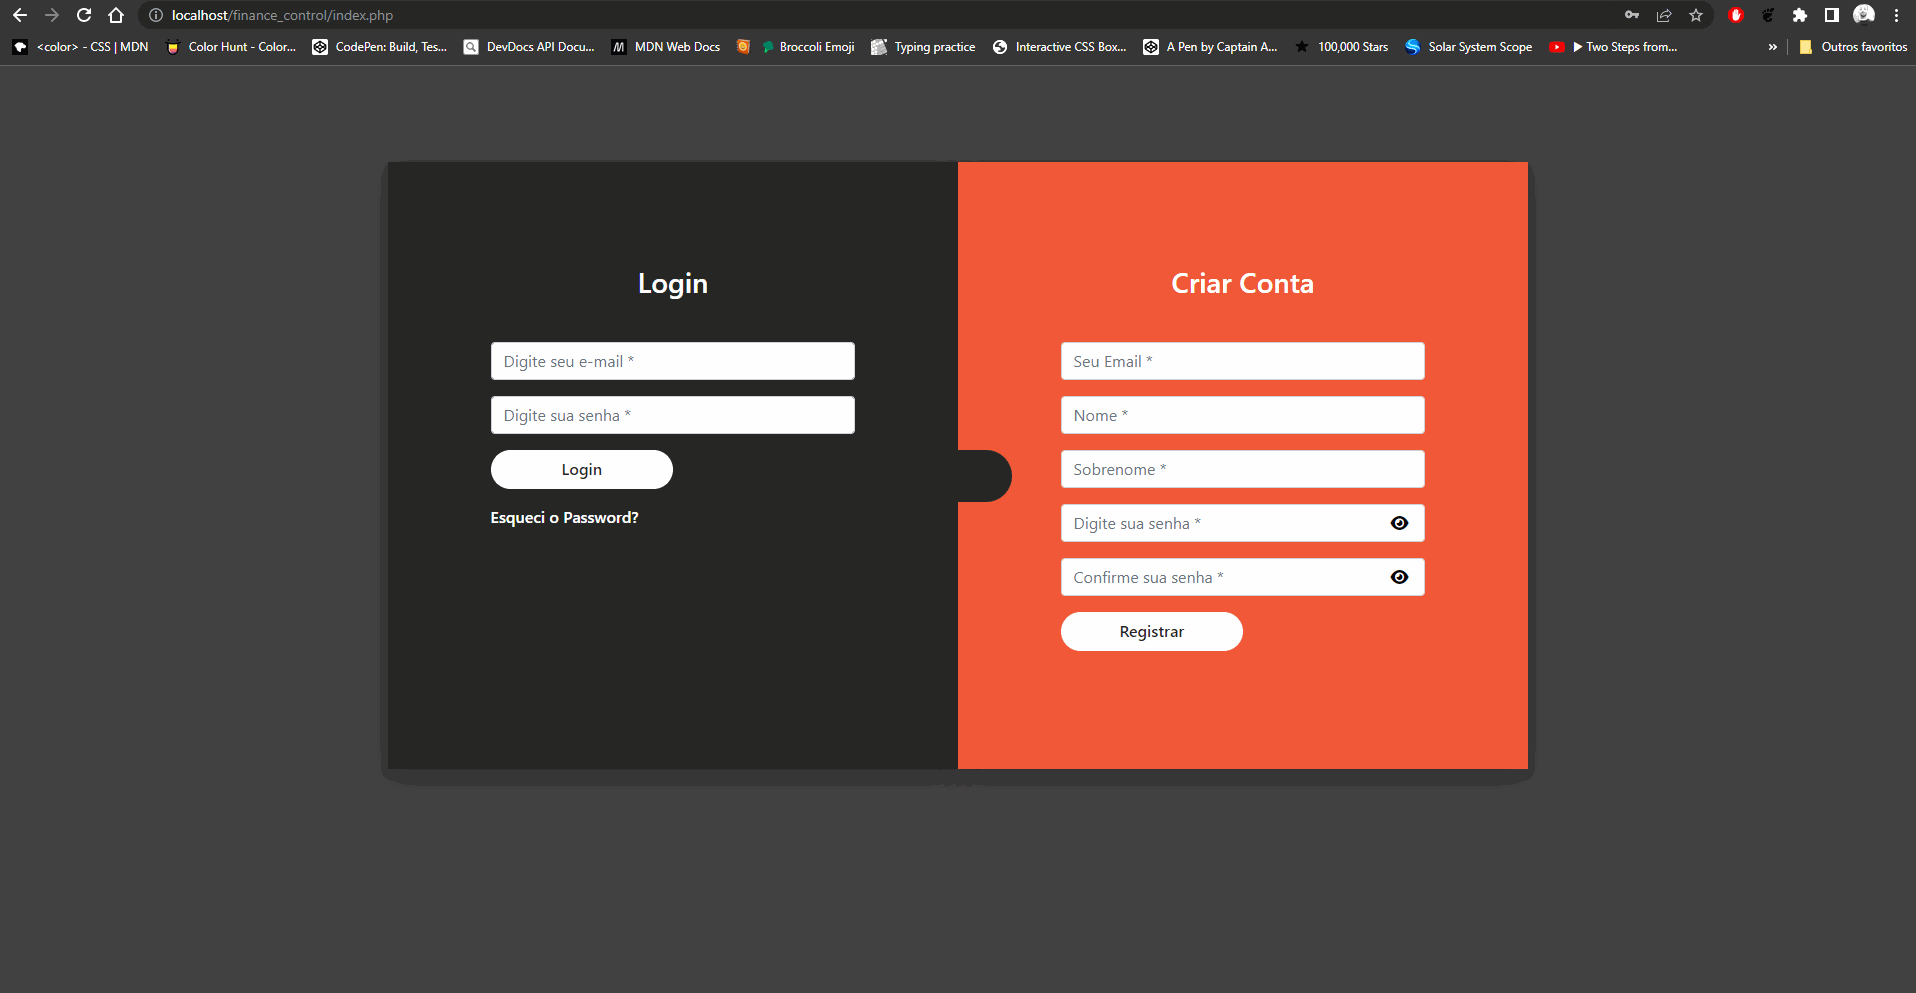 localhost/finance_control/index.php
<color> - CSS | MDN Color Hunt - Color... CodePen: Build, Tes... DevDocs API Docu... MDN Web Docs Broccoli Emoji Typing practice Interactive CSS Box... A Pen by Captain A... 100,000 Stars Solar System Scope ▶ Two Steps from... » Outros favoritos
Login
Digite seu e-mail *
Digite sua senha *
Login
Esqueci o Password?
Criar Conta
Seu Email *
Nome *
Sobrenome *
Digite sua senha *
Confirme sua senha *
Registrar